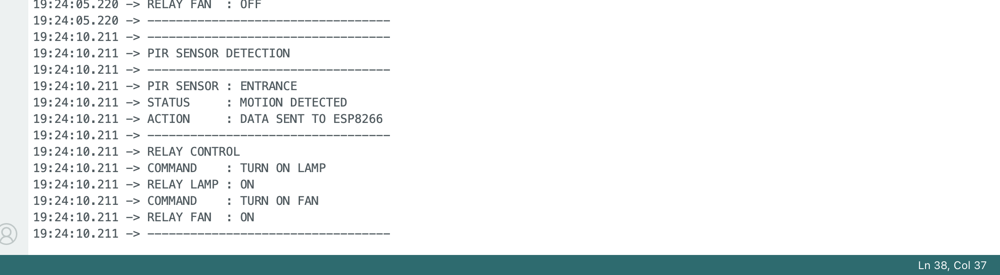 19:24:05.220 -> RELAY FAN  : OFF
19:24:05.220 -> ----------------------------------
19:24:10.211 -> ----------------------------------
19:24:10.211 -> PIR SENSOR DETECTION
19:24:10.211 -> ----------------------------------
19:24:10.211 -> PIR SENSOR : ENTRANCE
19:24:10.211 -> STATUS     : MOTION DETECTED
19:24:10.211 -> ACTION     : DATA SENT TO ESP8266
19:24:10.211 -> ----------------------------------
19:24:10.211 -> RELAY CONTROL
19:24:10.211 -> COMMAND    : TURN ON LAMP
19:24:10.211 -> RELAY LAMP : ON
19:24:10.211 -> COMMAND    : TURN ON FAN
19:24:10.211 -> RELAY FAN  : ON
19:24:10.211 -> ----------------------------------
Ln 38, Col 37